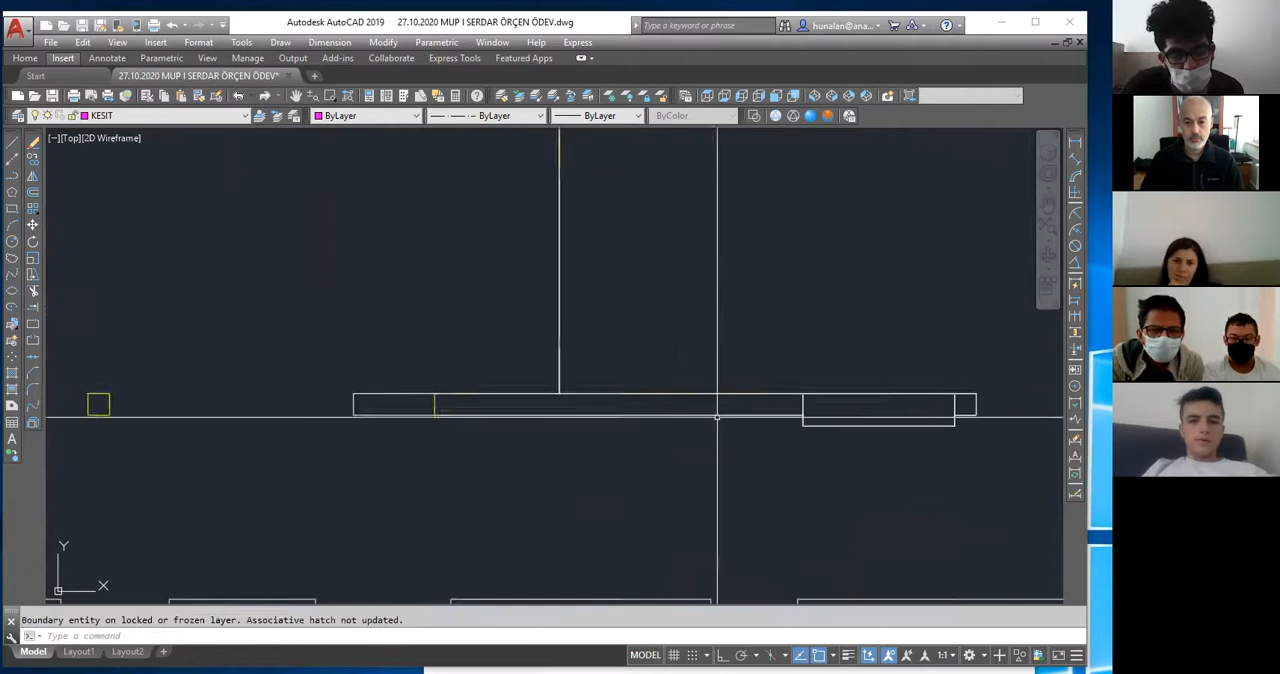 Autodesk AutoCAD 2019    27.10.2020 MUP I SERDAR ÖRÇEN ÖDEV.dwg
Type a keyword or phrase
hunalan@ana...
File Edit View Insert Format Tools Draw Dimension Modify Parametric Window Help Express
Home Insert Annotate Parametric View Manage Output Add-ins Collaborate Express Tools Featured Apps
Start 27.10.2020 MUP I SERDAR ÖRÇEN ÖDEV*
KESIT ByLayer ByLayer ByLayer ByColor
[−][Top][2D Wireframe]
Y
X
Boundary entity on locked or frozen layer. Associative hatch not updated.
Type a command
Model Layout1 Layout2 +
MODEL 1:1